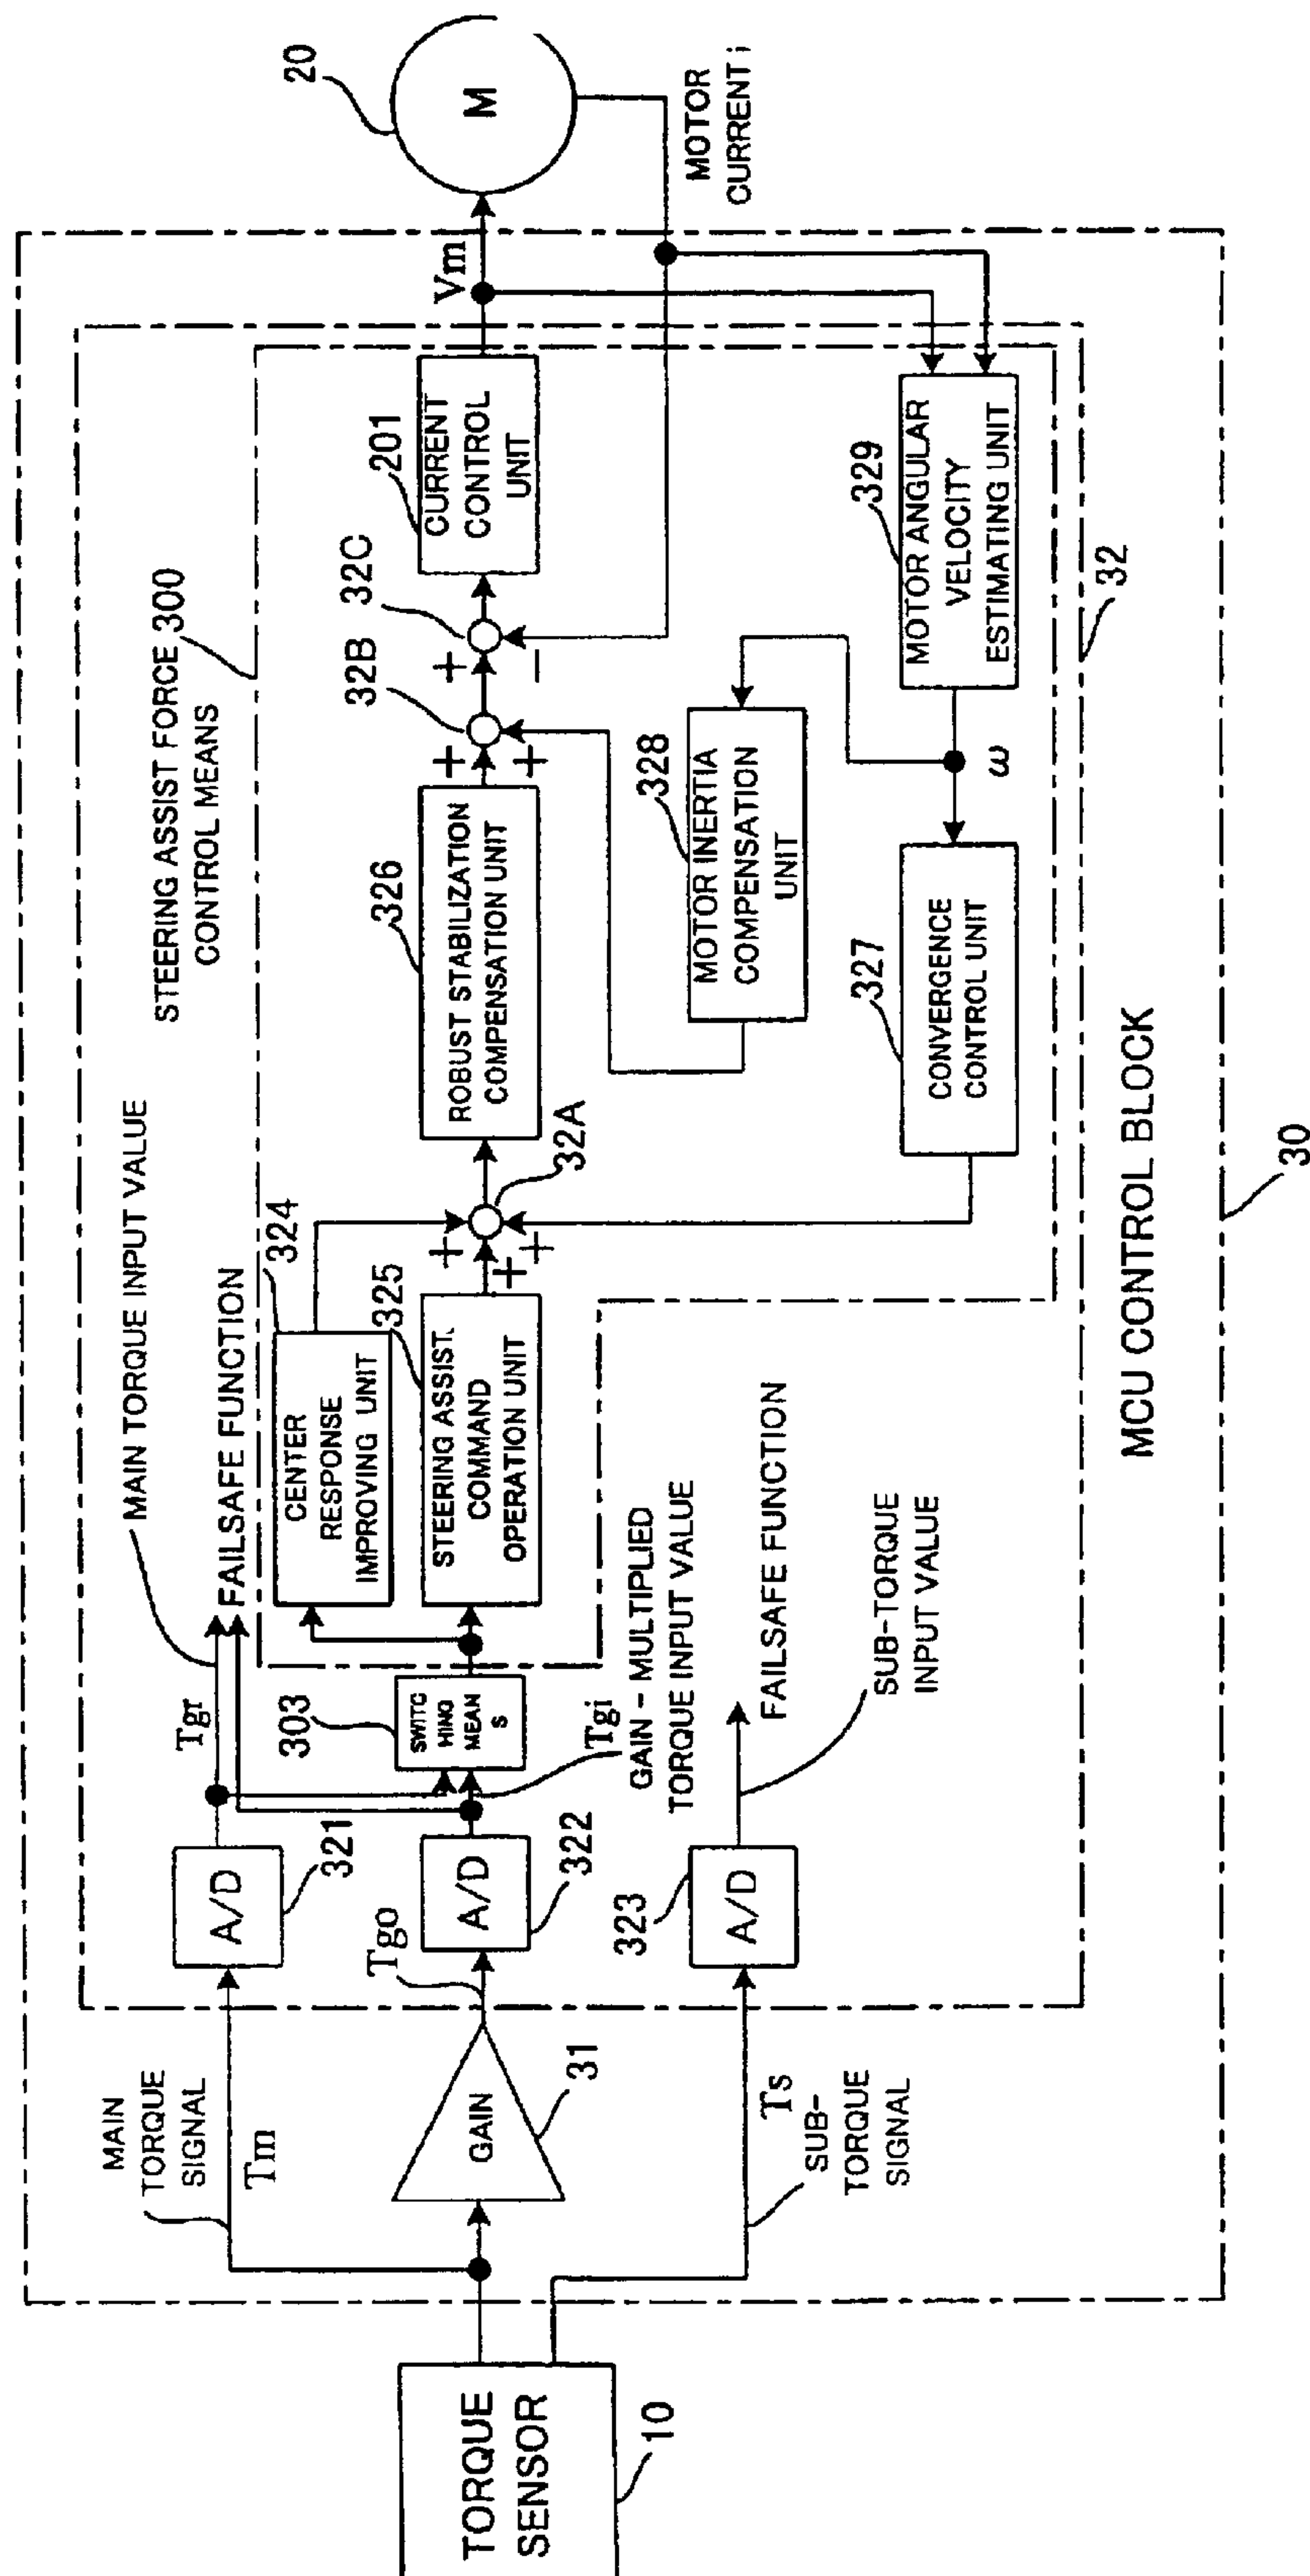 TORQUE
SENSOR
10
MAIN
TORQUE
SIGNAL
Tm
GAIN
31
Ts
SUB-
TORQUE
SIGNAL
A/D
321
Tgo
A/D
322
323
A/D
Tgr
303
SWITC
HING
MEAN
S
Tgi
GAIN - MULTIPLIED
TORQUE INPUT VALUE
FAILSAFE FUNCTION
SUB-TORQUE
INPUT VALUE
MAIN TORQUE INPUT VALUE
FAILSAFE FUNCTION
324
CENTER
RESPONSE
IMPROVING UNIT
325
STEERING ASSIST.
COMMAND
OPERATION UNIT
+
+
+
32A
STEERING ASSIST FORCE 300
CONTROL MEANS
326
ROBUST STABILIZATION
COMPENSATION UNIT
+
+
32B
+
−
32C
201
CURRENT
CONTROL
UNIT
Vm
20
M
MOTOR
CURRENT i
328
MOTOR INERTIA
COMPENSATION
UNIT
327
CONVERGENCE
CONTROL UNIT
ω
329
MOTOR ANGULAR
VELOCITY
ESTIMATING UNIT
32
MCU CONTROL BLOCK
30